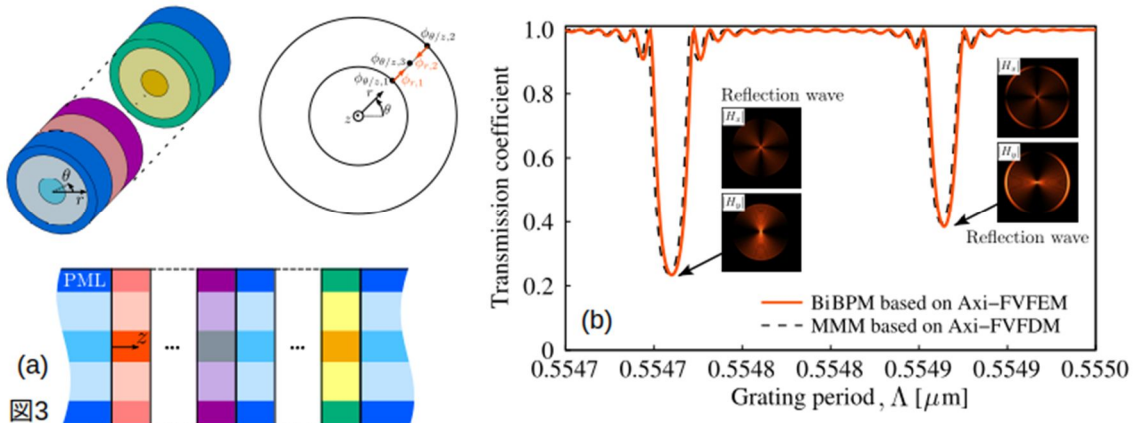 θ
r
PML
z
(a)
図3
ϕθ/z,2
ϕθ/z,3
ϕr,2
ϕθ/z,1
ϕr,1
r
θ
z
(b)
Transmission coefficient
1.0
0.8
0.6
0.4
0.2
0
0.5547 0.5547 0.5548 0.5548 0.5549 0.5549 0.5550
Grating period , Λ [μm]
Reflection wave
|Hx|
|Hy|
|Hx|
|Hy|
Reflection wave
BiBPM based on Axi-FVFEM
MMM based on Axi-FVFDM
(b)